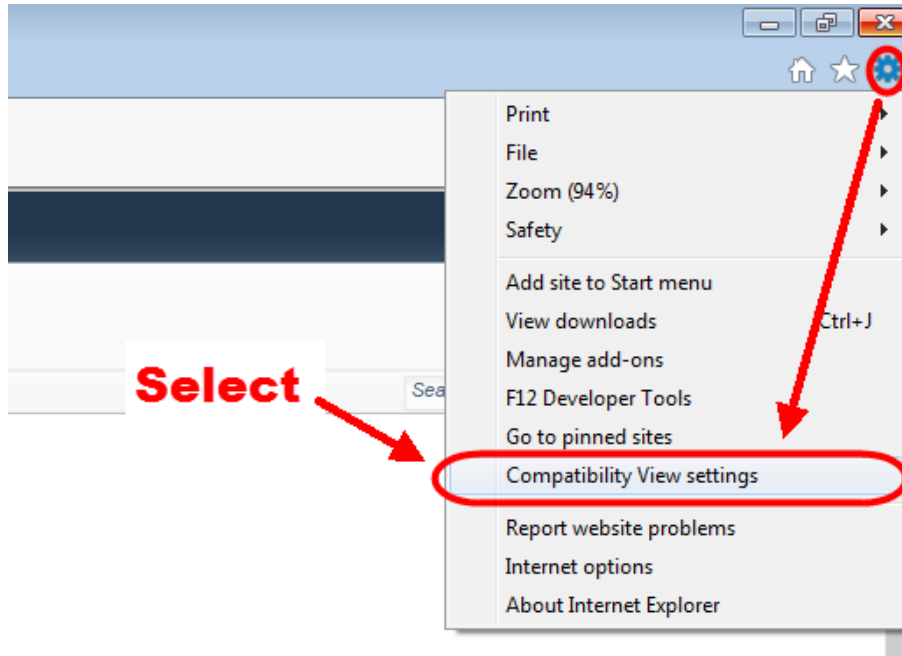 Print
File
Zoom (94%)
Safety
Add site to Start menu
View downloads Ctrl+J
Manage add-ons
Select
Sea
F12 Developer Tools
Go to pinned sites
Compatibility View settings
Report website problems
Internet options
About Internet Explorer